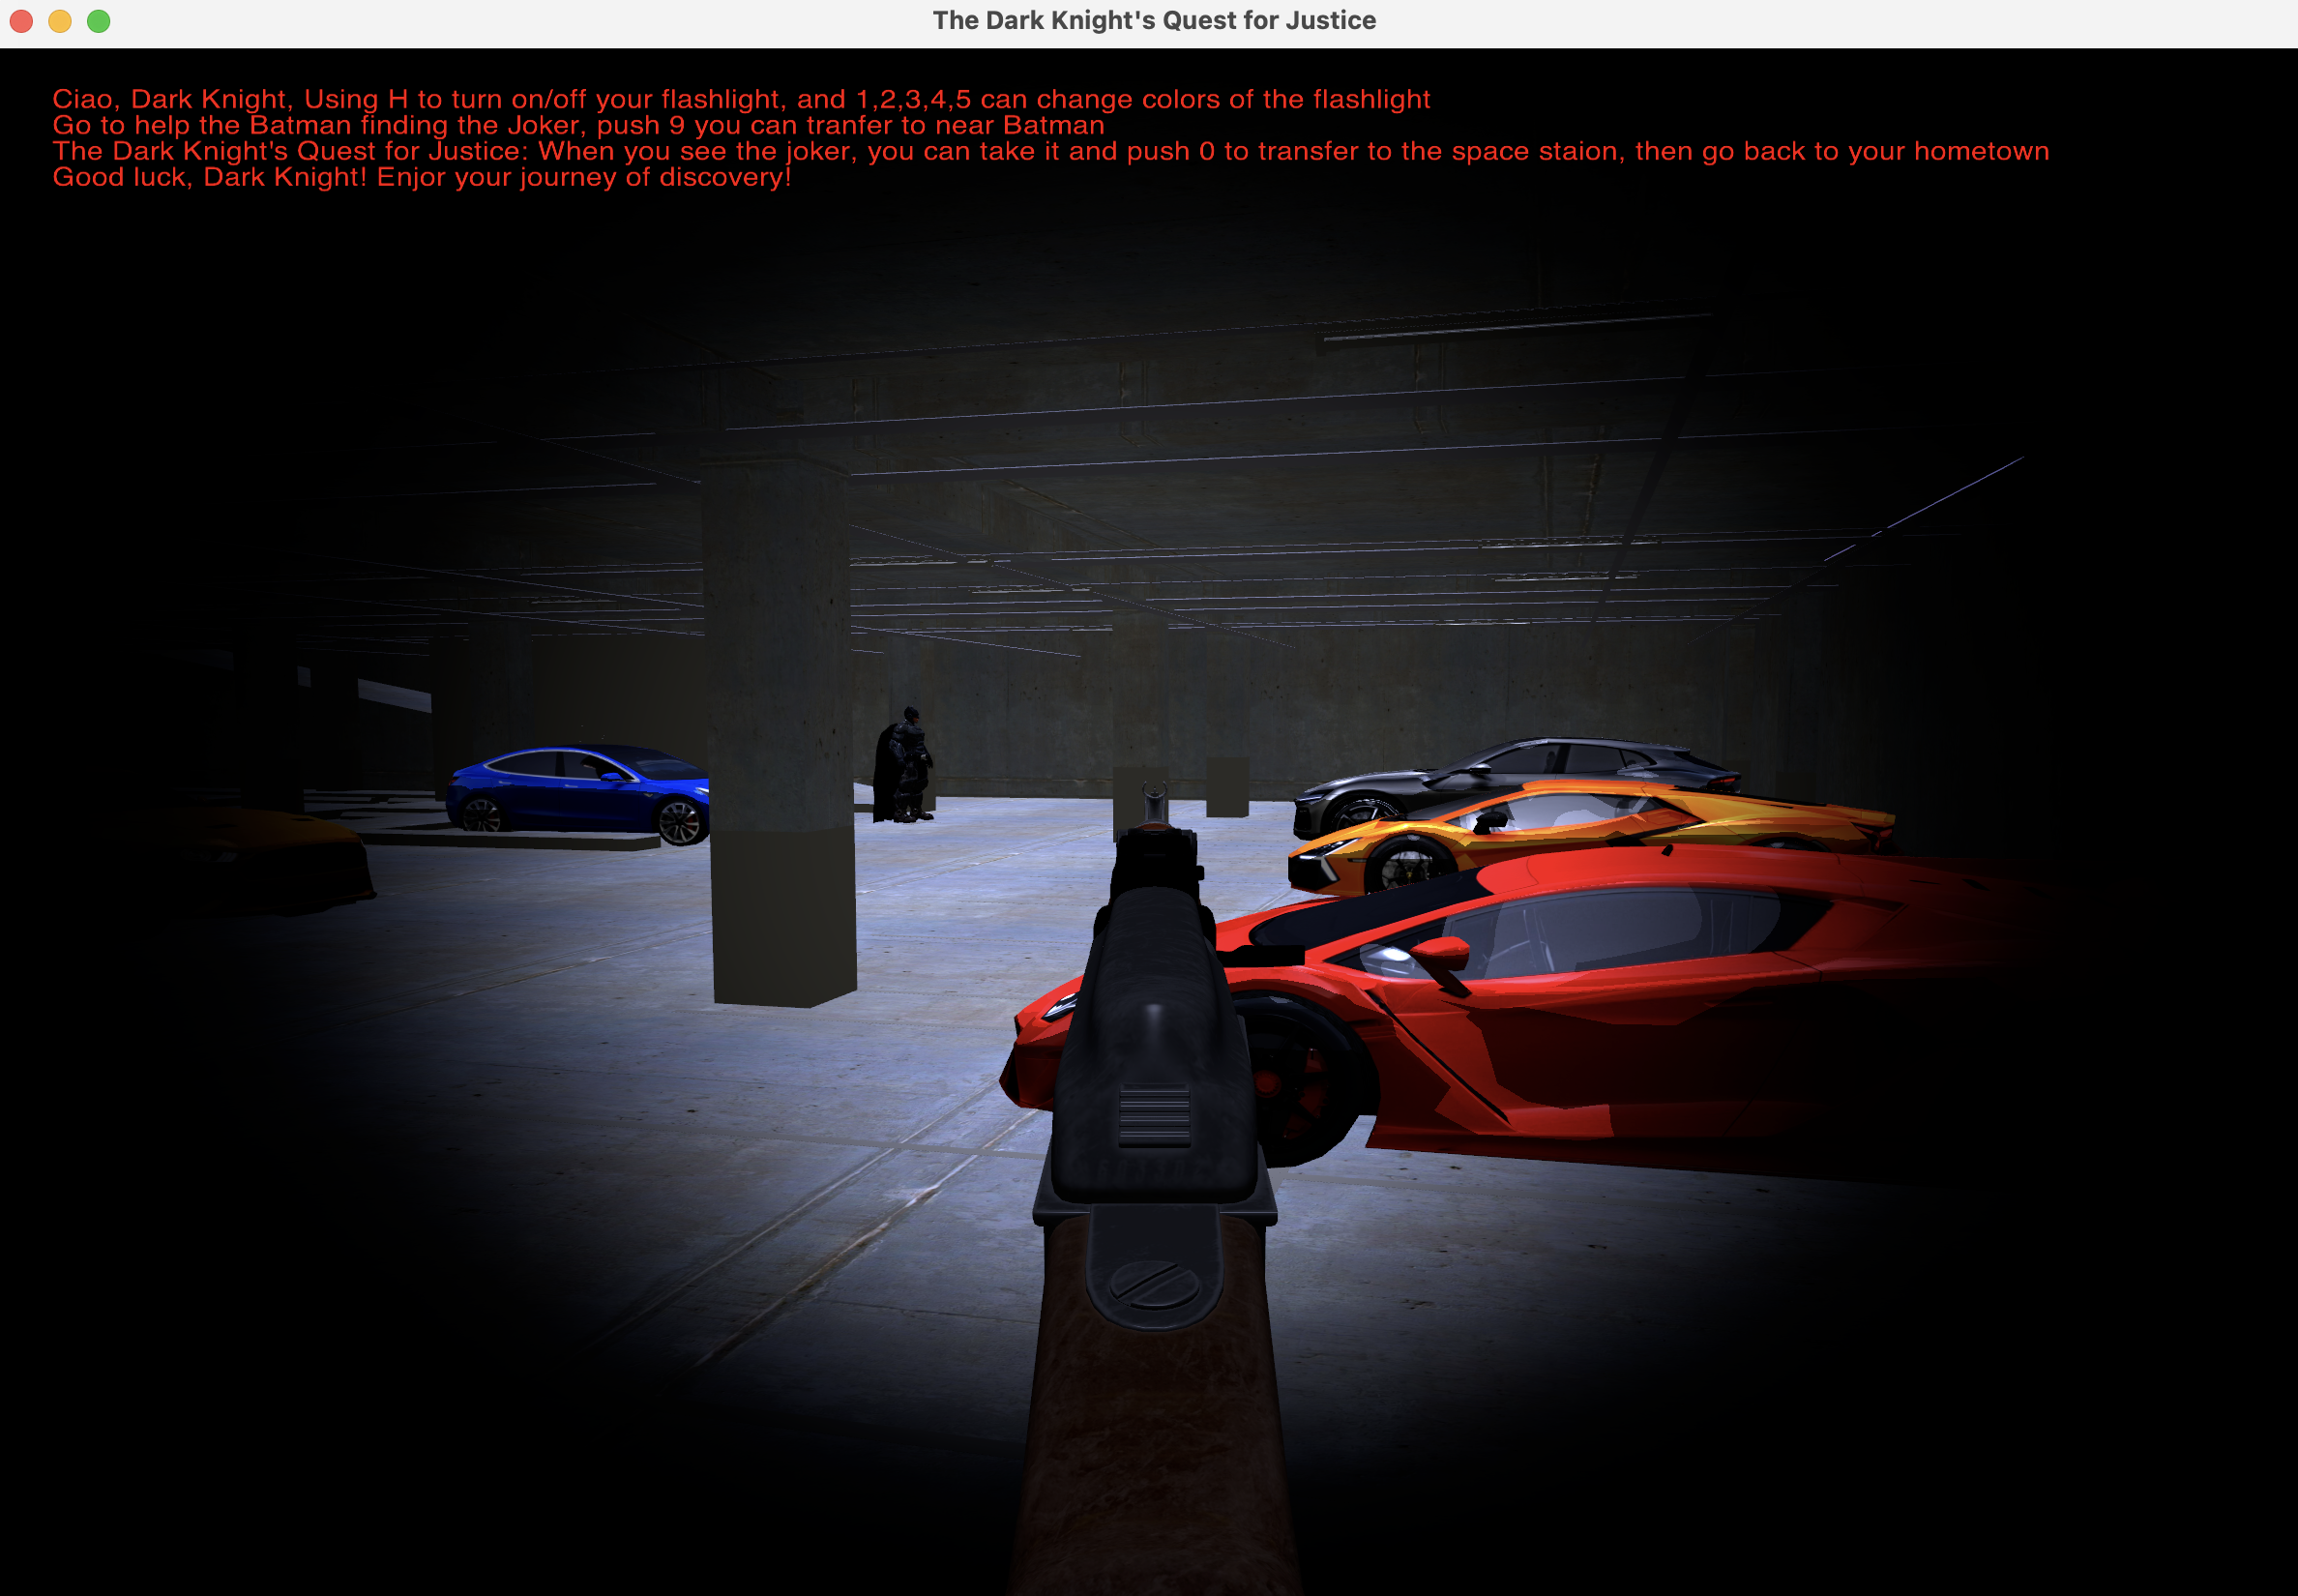 The Dark Knight's Quest for Justice
Ciao, Dark Knight, Using H to turn on/off your flashlight, and 1,2,3,4,5 can change colors of the flashlight
Go to help the Batman finding the Joker, push 9 you can tranfer to near Batman
The Dark Knight's Quest for Justice: When you see the joker, you can take it and push 0 to transfer to the space staion, then go back to your hometown
Good luck, Dark Knight! Enjor your journey of discovery!